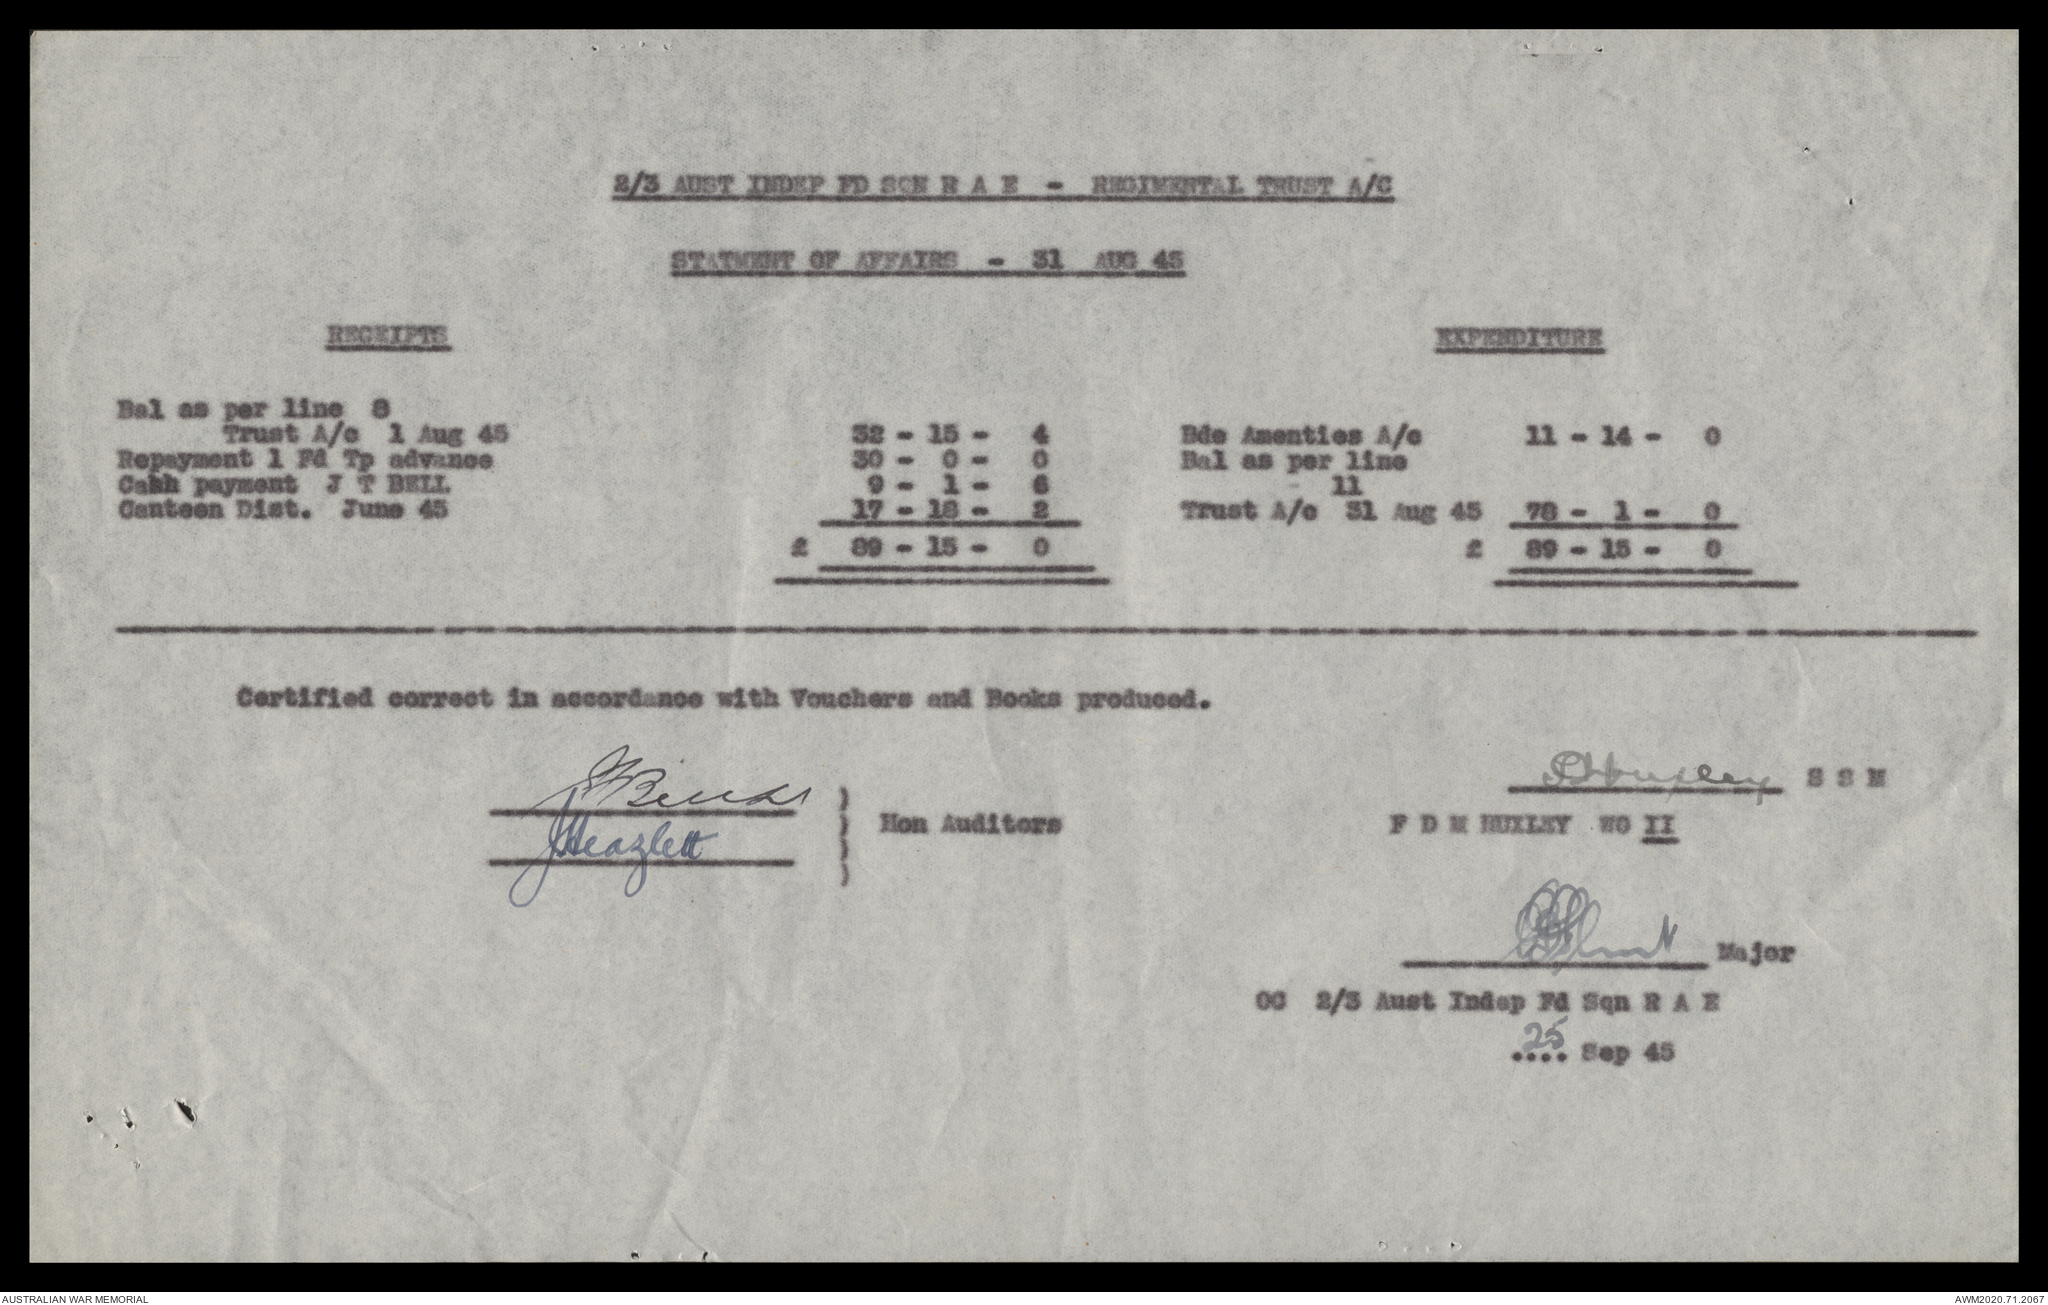 2/3 AUST INDEP FD SQN R A E - REGIMENTAL TRUST A/C
STATMENT OF AFFAIRS - 31 AUG 45
RECEIPTS
EXPENDITURE
Bal as per line 8
Trust A/c 1 Aug 45 32 - 15 - 4
Repayment 1 Fd Tp advance 30 - 0 - 0
Cahh payment J T BELL 9 - 1 - 6
Canteen Dist. June 45 17 - 18 - 2
£ 89 - 15 - 0
Bde Amenties A/c 11 - 14 - 0
Bal as per line
11
Trust A/c 31 Aug 45 78 - 1 - 0
£ 89 - 15 - 0
Certified correct in accordance with Vouchers and Books produced.
J Heazlett
Hon Auditors
Huxley S S M
F D M HUXLEY WO II
Major
OC 2/3 Aust Indep Fd Sqn R A E
25 Sep 45
AUSTRALIAN WAR MEMORIAL
AWM2020.71.2067